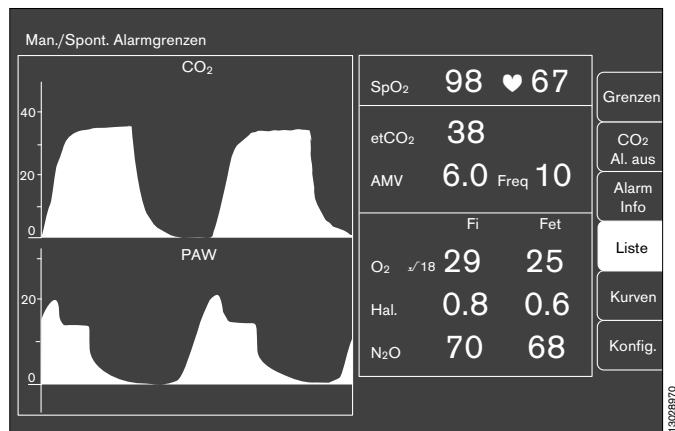 Man./Spont. Alarmgrenzen
CO₂
40
20
0
PAW
20
0
SpO₂ 98 ♥ 67
etCO₂ 38
AMV 6.0 Freq 10
Fi Fet
O₂ 18 29 25
Hal. 0.8 0.6
N₂O 70 68
Grenzen
CO₂
Al. aus
Alarm
Info
Liste
Kurven
Konfig.
13028970